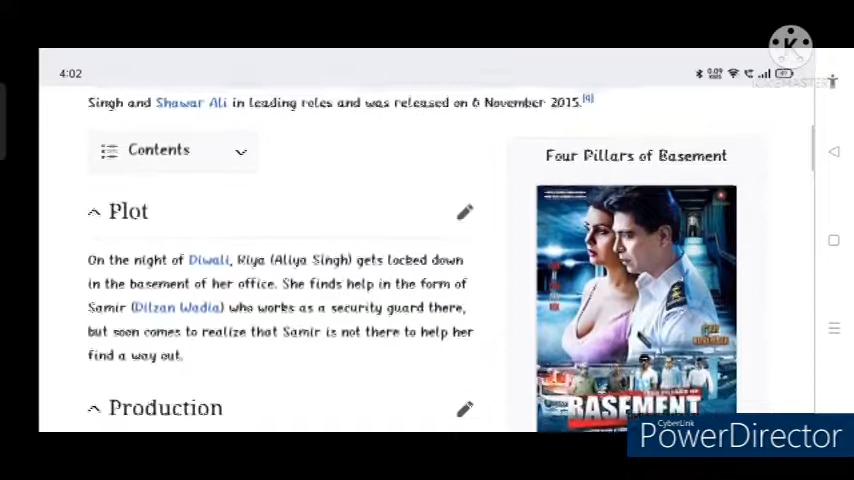 4:02
Singh and Shawar Ali in leading roles and was released on 6 November 2015.[4]
Contents
Four Pillars of Basement
Plot
On the night of Diwali, Riya (Aliya Singh) gets locked down
in the basement of her office. She finds help in the form of
Samir (Dilzan Wadia) who works as a security guard there,
but soon comes to realize that Samir is not there to help her
find a way out.
Production
BASEMENT
CyberLink
PowerDirector
KINEMASTER